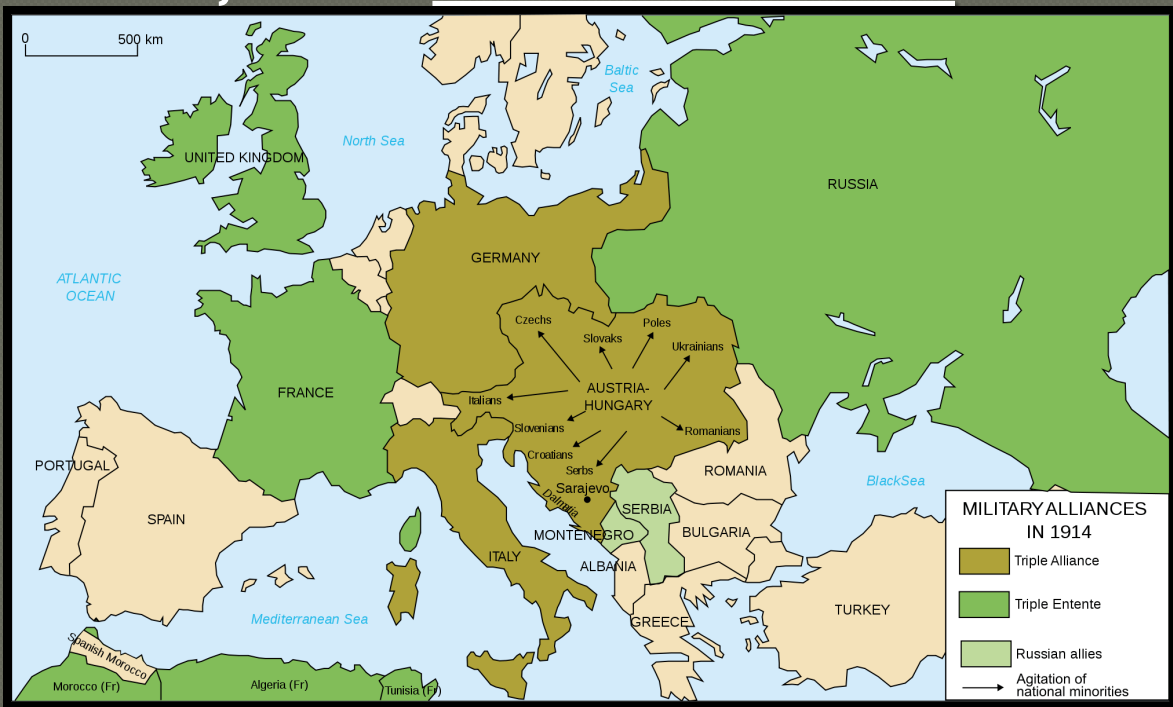 0 500 km
Baltic
Sea
North Sea
UNITED KINGDOM
RUSSIA
ATLANTIC
OCEAN
GERMANY
Czechs
Slovaks
Poles
Ukrainians
FRANCE
AUSTRIA-
HUNGARY
Italians
Slovenians
Romanians
Croatians
Serbs
PORTUGAL
ROMANIA
BlackSea
Sarajevo
Dalmatia
SPAIN
SERBIA
MONTENEGRO
BULGARIA
ITALY
ALBANIA
TURKEY
Mediterranean Sea
GREECE
Spanish Morocco
Morocco (Fr)
Algeria (Fr)
Tunisia (Fr)
MILITARY ALLIANCES
IN 1914
Triple Alliance
Triple Entente
Russian allies
Agitation of
national minorities